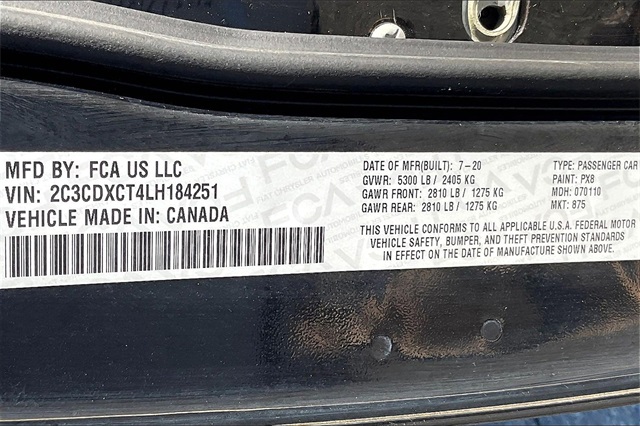 MFD BY: FCA US LLC
VIN: 2C3CDXCT4LH184251
VEHICLE MADE IN: CANADA
DATE OF MFR(BUILT): 7-20
GVWR: 5300 LB / 2405 KG
GAWR FRONT: 2810 LB / 1275 KG
GAWR REAR: 2810 LB / 1275 KG
TYPE: PASSENGER CAR
PAINT: PX8
MDH: 070110
MKT: 875
THIS VEHICLE CONFORMS TO ALL APPLICABLE U.S.A. FEDERAL MOTOR
VEHICLE SAFETY, BUMPER, AND THEFT PREVENTION STANDARDS
IN EFFECT ON THE DATE OF MANUFACTURE SHOWN ABOVE.